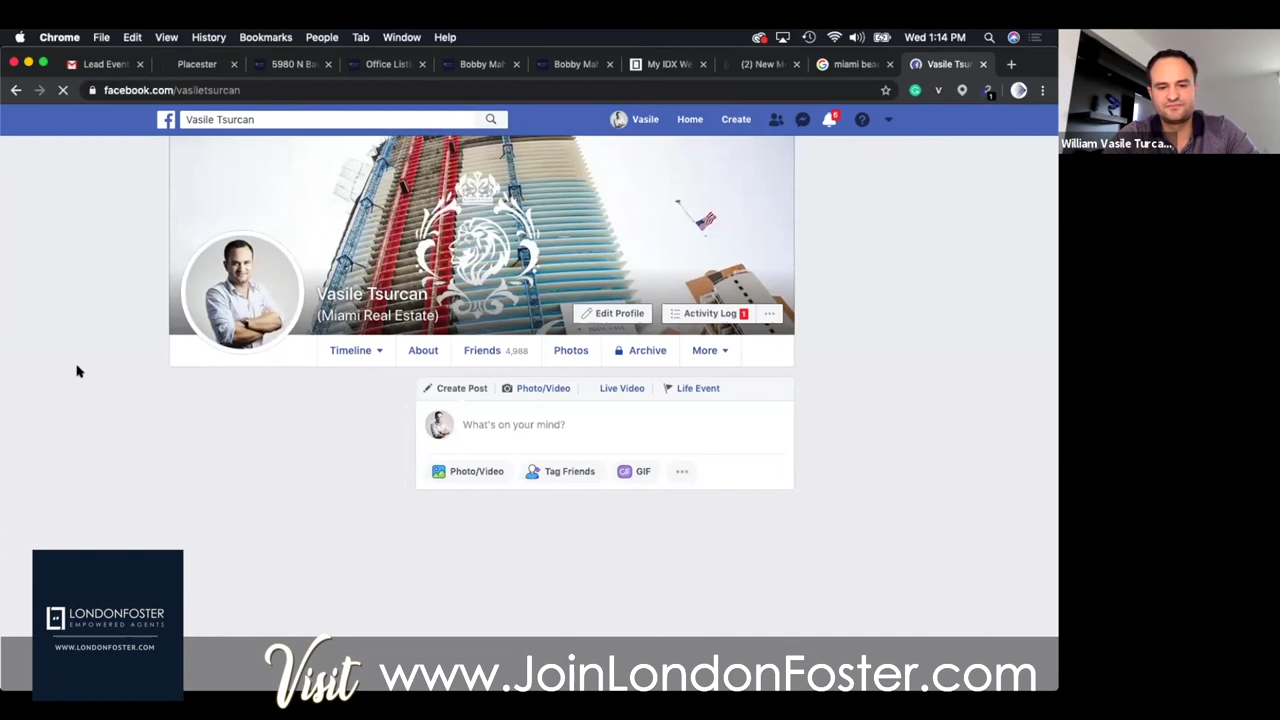 Chrome File Edit View History Bookmarks People Tab Window Help Wed 1:14 PM
Lead Event Placester 5980 N Ba Office Listi Bobby Mah Bobby Mah My IDX We (2) New M miami bea Vasile Tsur
facebook.com/vasiletsurcan
1
Vasile Tsurcan Vasile Home Create 6
William Vasile Turca...
Vasile Tsurcan
(Miami Real Estate)
Edit Profile Activity Log 1
Timeline About Friends 4,988 Photos Archive More
Create Post Photo/Video Live Video Life Event
What's on your mind?
Photo/Video Tag Friends GIF
LONDONFOSTER
EMPOWERED AGENTS
WWW.LONDONFOSTER.COM
Visit www.JoinLondonFoster.com